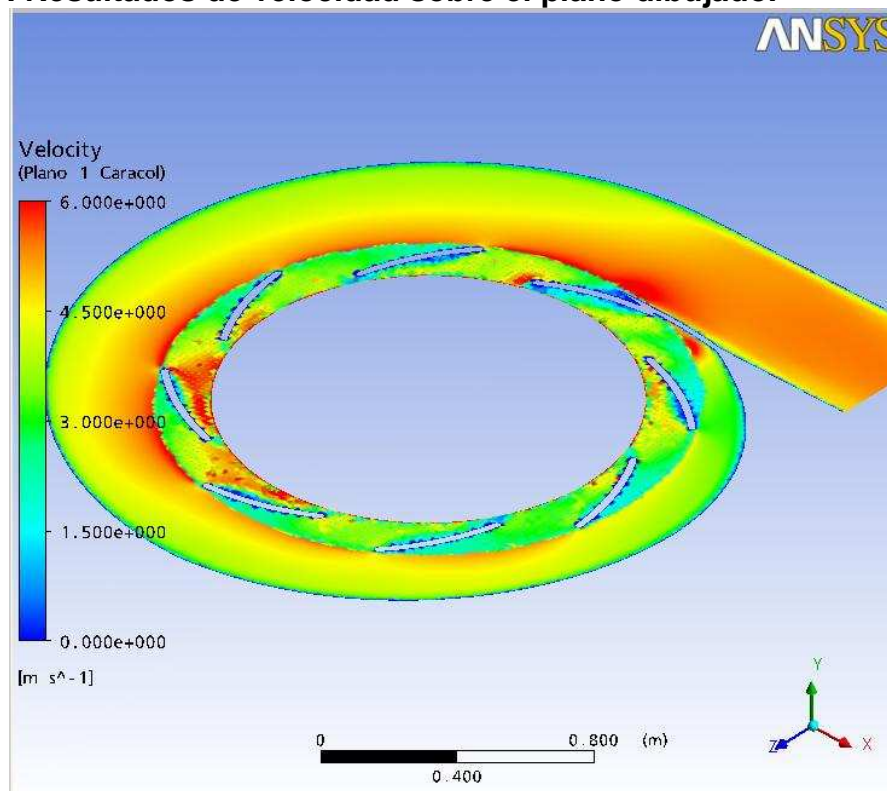 Resultados de velocidad sobre el plano dibujado.
ANSYS
Velocity
(Plano 1 Caracol)
6.000e+000
4.500e+000
3.000e+000
1.500e+000
0.000e+000
[m s^-1]
0 0.800 (m)
0.400
Y
Z X